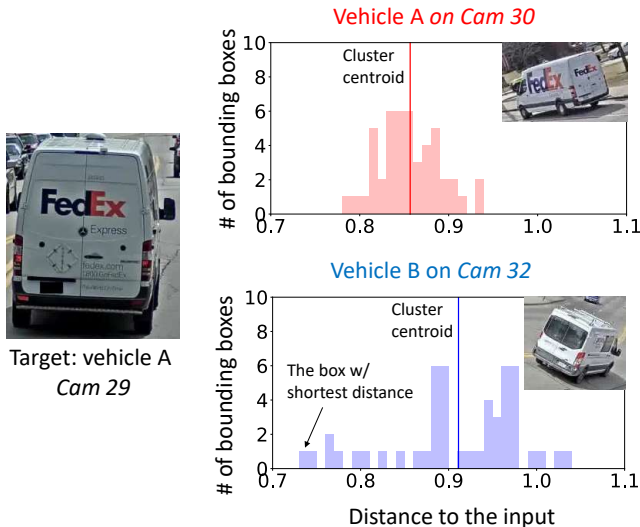 Vehicle A on Cam 30
# of bounding boxes
10
8
6
4
2
0
Cluster
centroid
FedEx
0.7
0.8
0.9
1.0
1.1
FedEx
Express
fedex.com
Target: vehicle A
Cam 29
Vehicle B on Cam 32
# of bounding boxes
10
8
6
4
2
0
Cluster
centroid
The box w/
shortest distance
0.7
0.8
0.9
1.0
1.1
Distance to the input